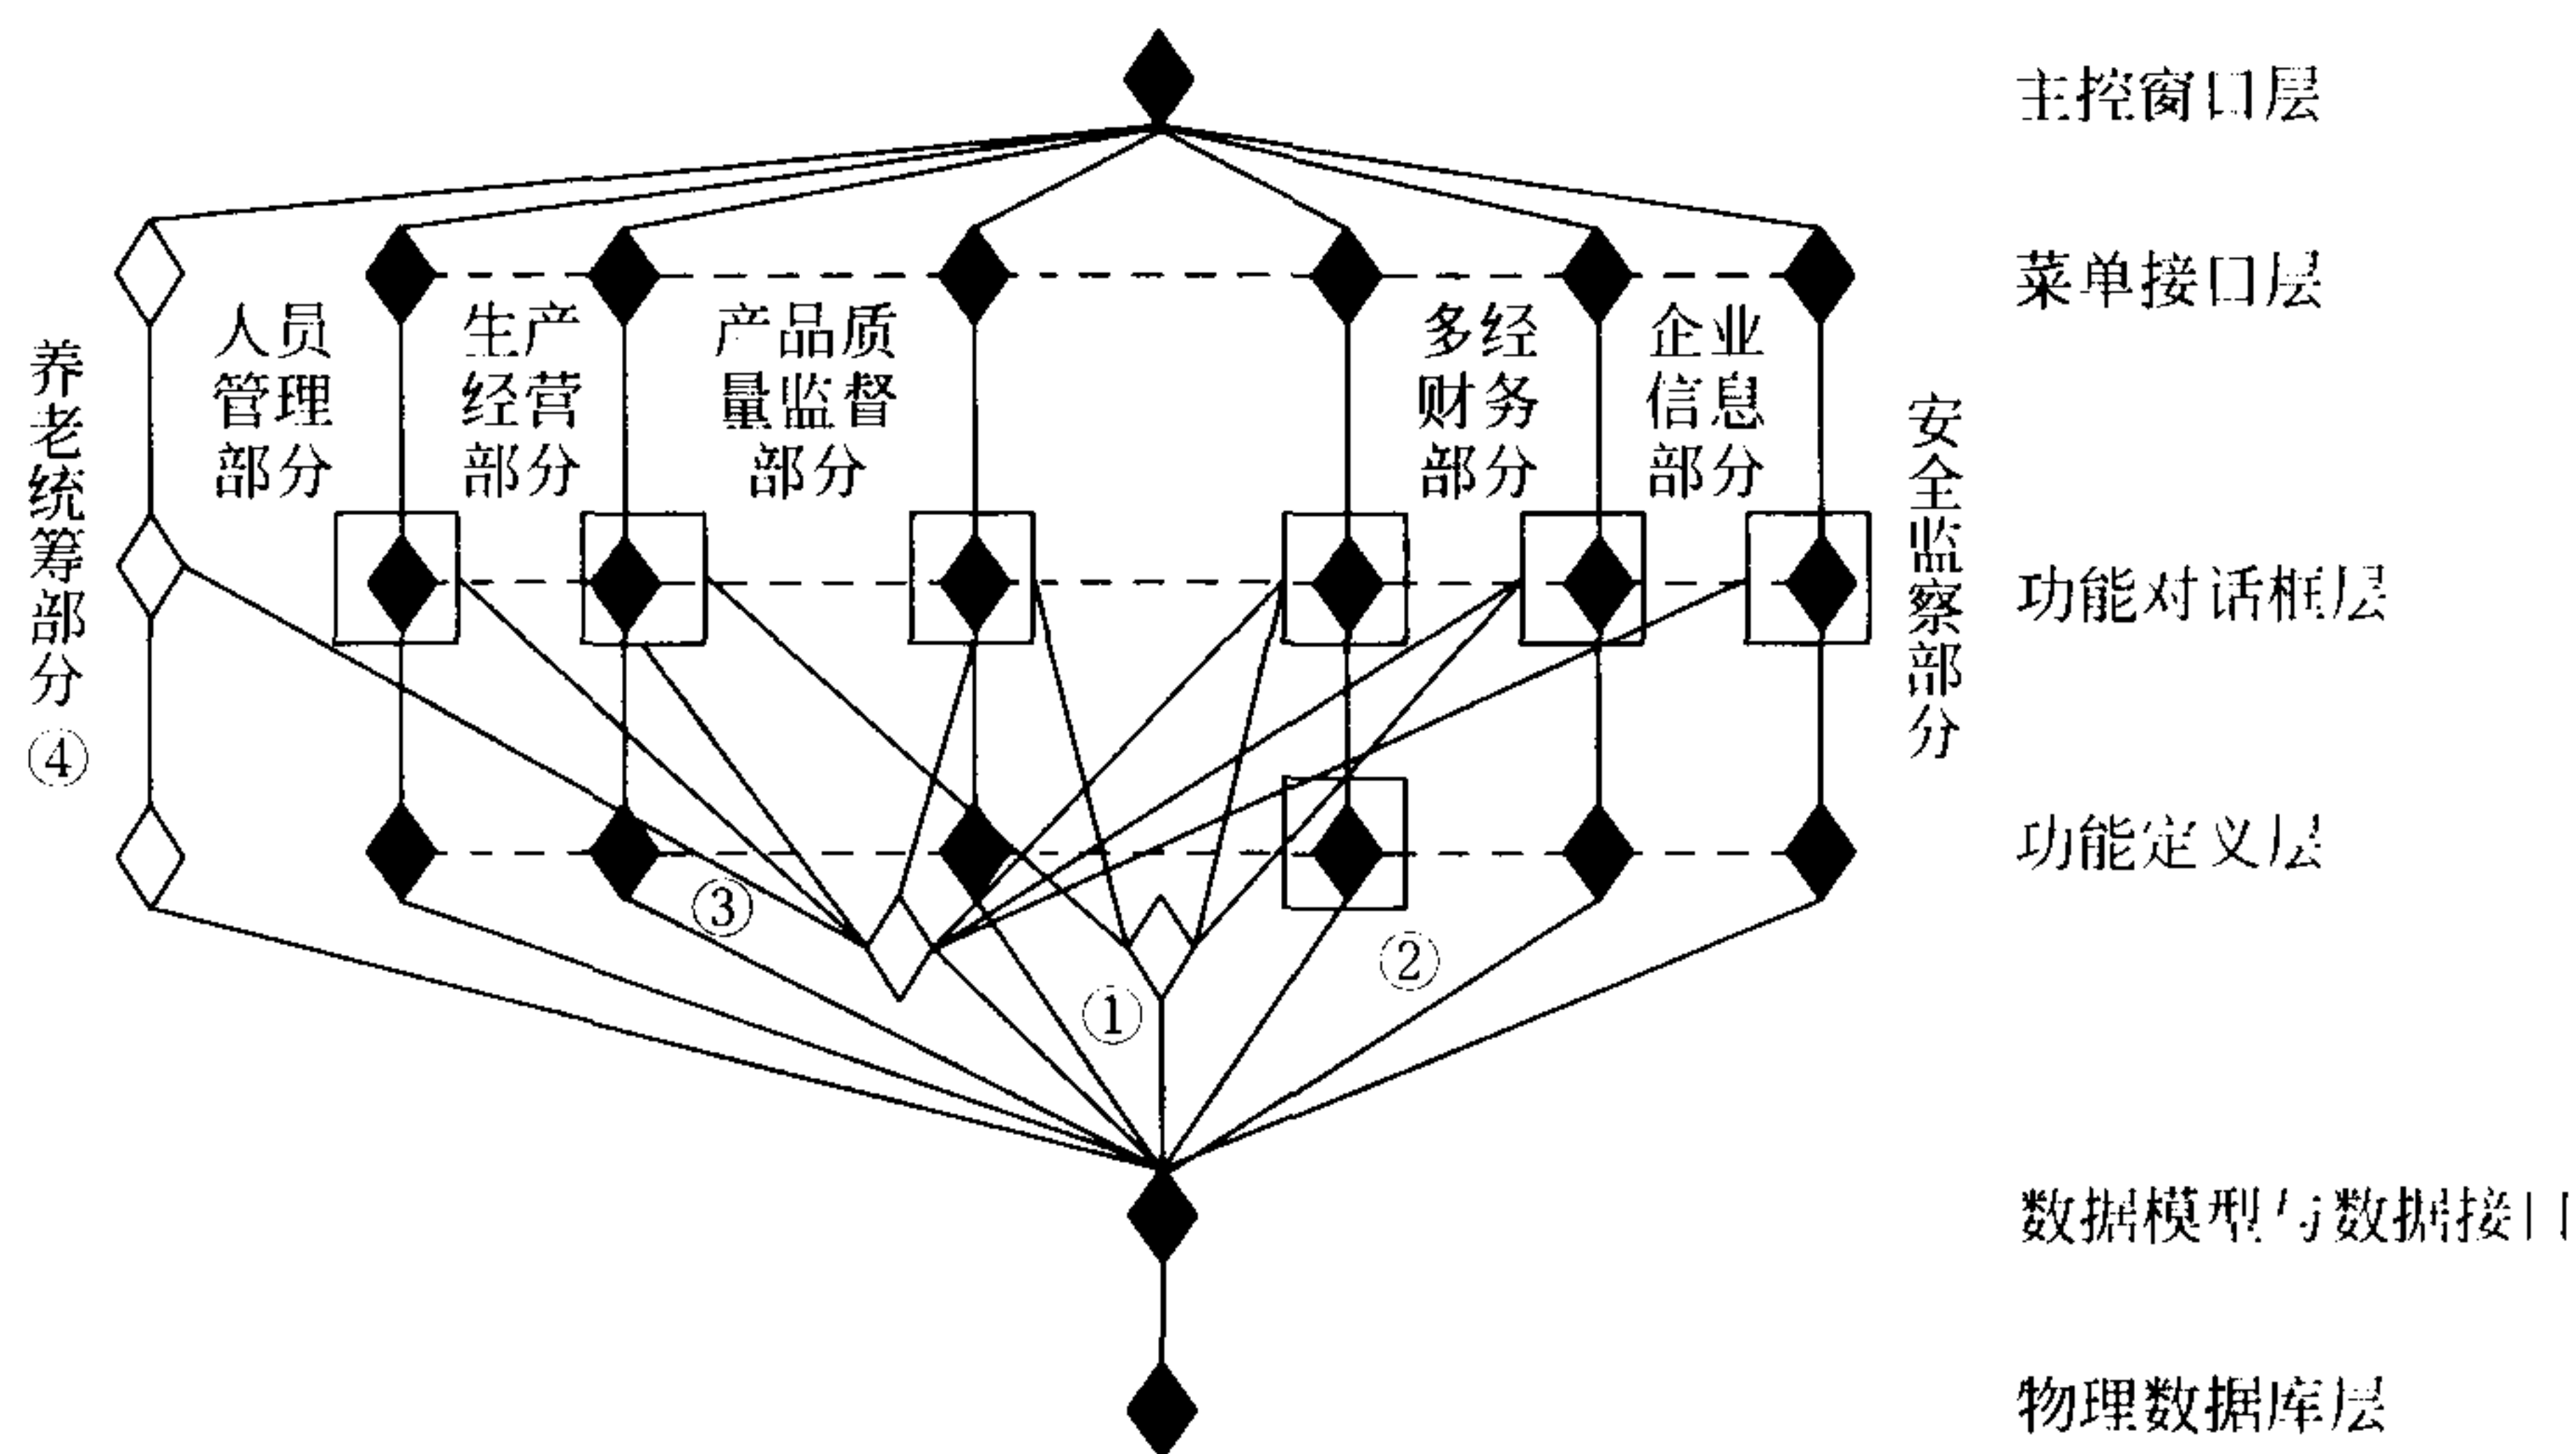 主控窗口层
菜单接口层
养老统筹部分④
人员
管理
部分
生产
经营
部分
产品质
量监督
部分
多经
财务
部分
企业
信息
部分
安全监察部分
功能对话框层
功能定义层
③
②
①
数据模型与数据接口
物理数据库层